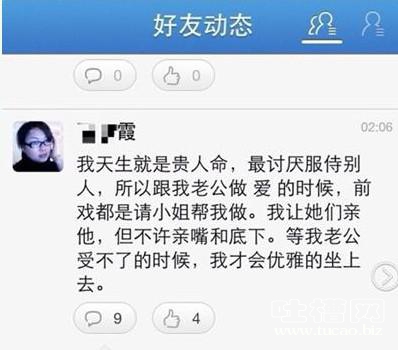 好友动态
0 0
霞 02:06
我天生就是贵人命,最讨厌服侍别
人,所以跟我老公做 爱 的时候,前
戏都是请小姐帮我做。我让她们亲
他,但不许亲嘴和底下。等我老公
受不了的时候,我才会优雅的坐上
去。
9 4
吐槽网
www.tucoo.biz